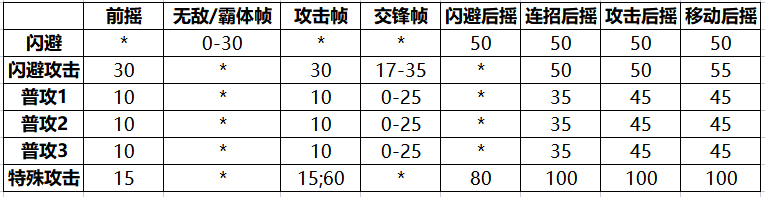 前摇 无敌/霸体帧 攻击帧 交锋帧 闪避后摇 连招后摇 攻击后摇 移动后摇
闪避 * 0-30 * * 50 50 50 50
闪避攻击 30 * 30 17-35 * 50 50 55
普攻1 10 * 10 0-25 * 35 45 45
普攻2 10 * 10 0-25 * 35 45 45
普攻3 10 * 10 0-25 * 35 45 45
特殊攻击 15 * 15;60 * 80 100 100 100